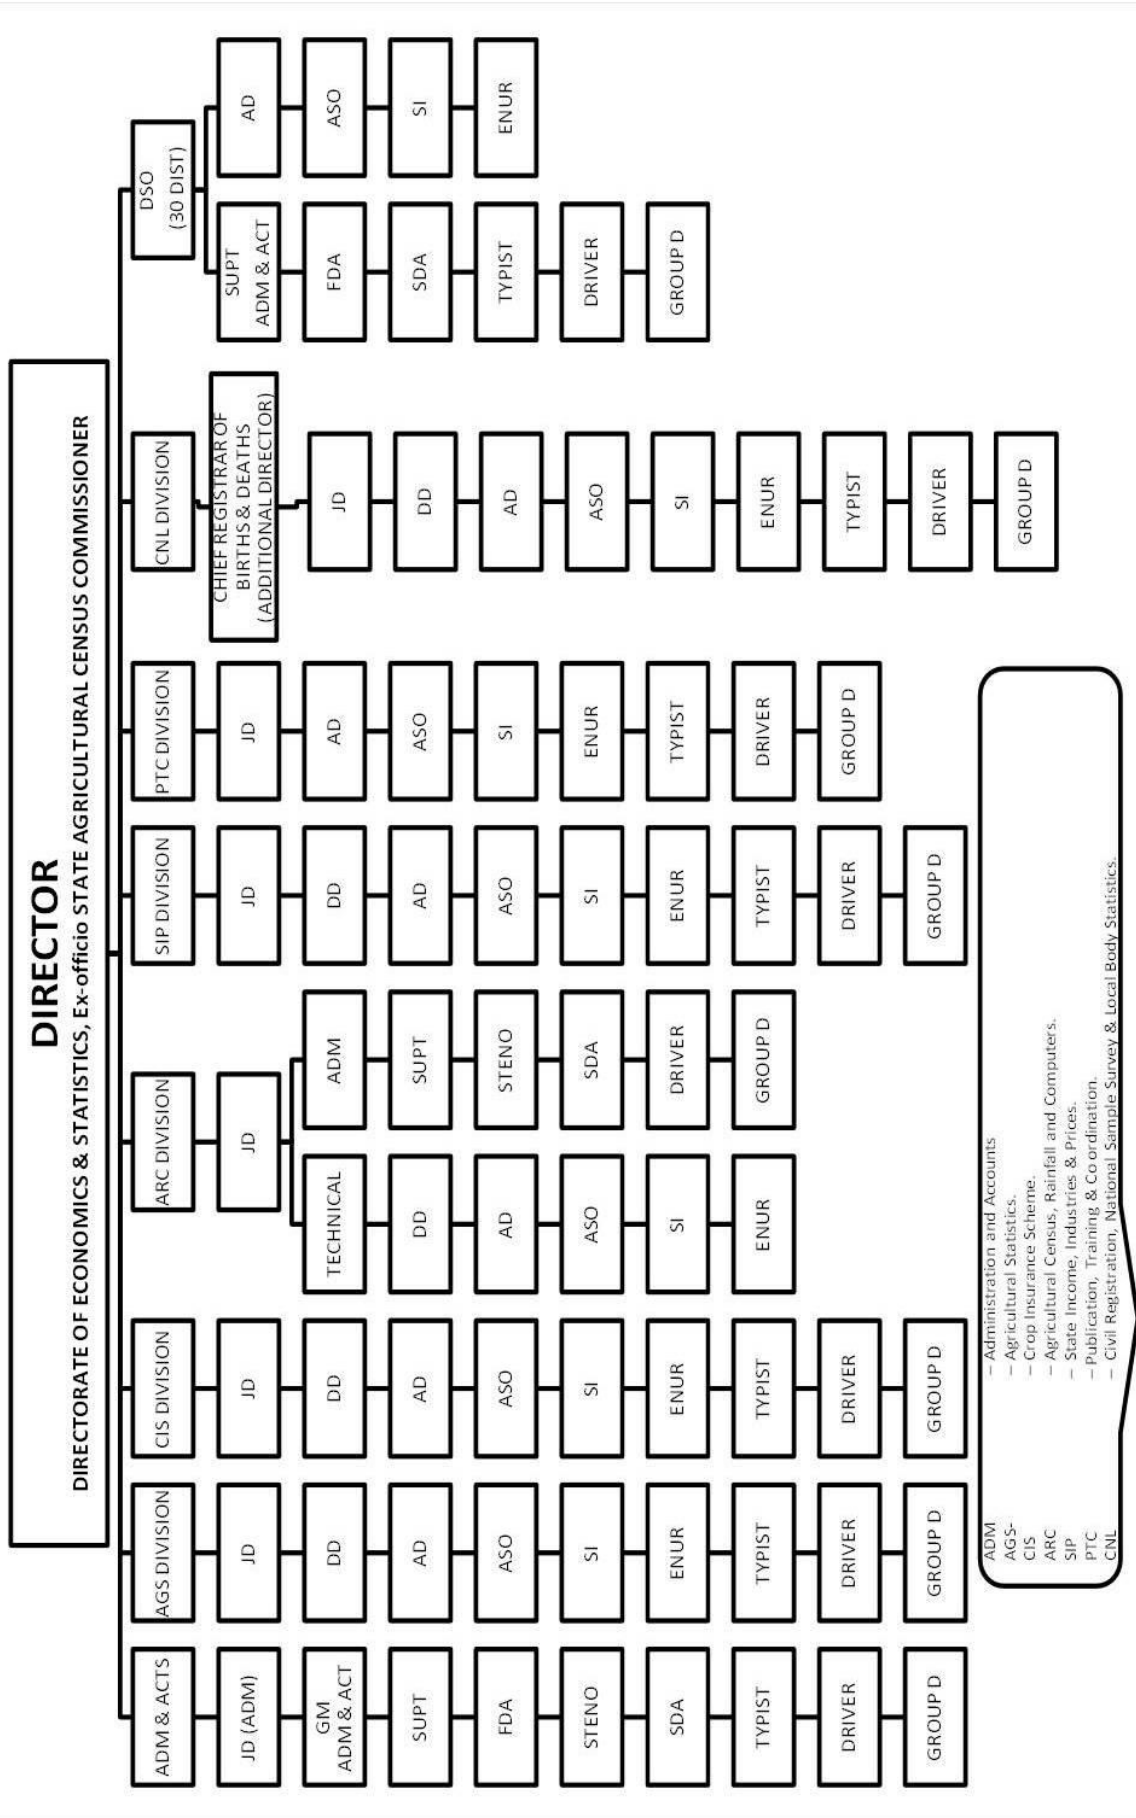 DIRECTOR
DIRECTORATE OF ECONOMICS & STATISTICS, Ex-officio STATE AGRICULTURAL CENSUS COMMISSIONER
ADM & ACTS
JD (ADM)
GM
ADM & ACT
SUPT
FDA
STENO
SDA
TYPIST
DRIVER
GROUP D
AGS DIVISION
JD
DD
AD
ASO
SI
ENUR
TYPIST
DRIVER
GROUP D
CIS DIVISION
JD
DD
AD
ASO
SI
ENUR
TYPIST
DRIVER
GROUP D
ARC DIVISION
JD
TECHNICAL
DD
AD
ASO
SI
ENUR
ADM
SUPT
STENO
SDA
DRIVER
GROUP D
SIP DIVISION
JD
DD
AD
ASO
SI
ENUR
TYPIST
DRIVER
GROUP D
PTC DIVISION
JD
AD
ASO
SI
ENUR
TYPIST
DRIVER
GROUP D
CNL DIVISION
CHIEF REGISTRAR OF
BIRTHS & DEATHS
(ADDITIONAL DIRECTOR)
JD
DD
AD
ASO
SI
ENUR
TYPIST
DRIVER
GROUP D
DSO
(30 DIST)
SUPT
ADM & ACT
FDA
SDA
TYPIST
DRIVER
GROUP D
AD
ASO
SI
ENUR
ADM – Administration and Accounts
AGS- – Agricultural Statistics.
CIS – Crop Insurance Scheme.
ARC – Agricultural Census, Rainfall and Computers.
SIP – State Income, Industries & Prices.
PTC – Publication, Training & Co ordination.
CNL – Civil Registration, National Sample Survey & Local Body Statistics.